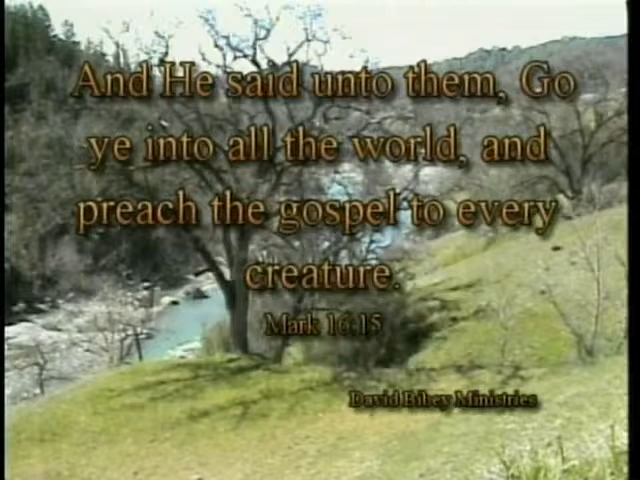 And He said unto them, Go
ye into all the world, and
preach the gospel to every
creature.
Mark 16:15
David Bibey Ministries